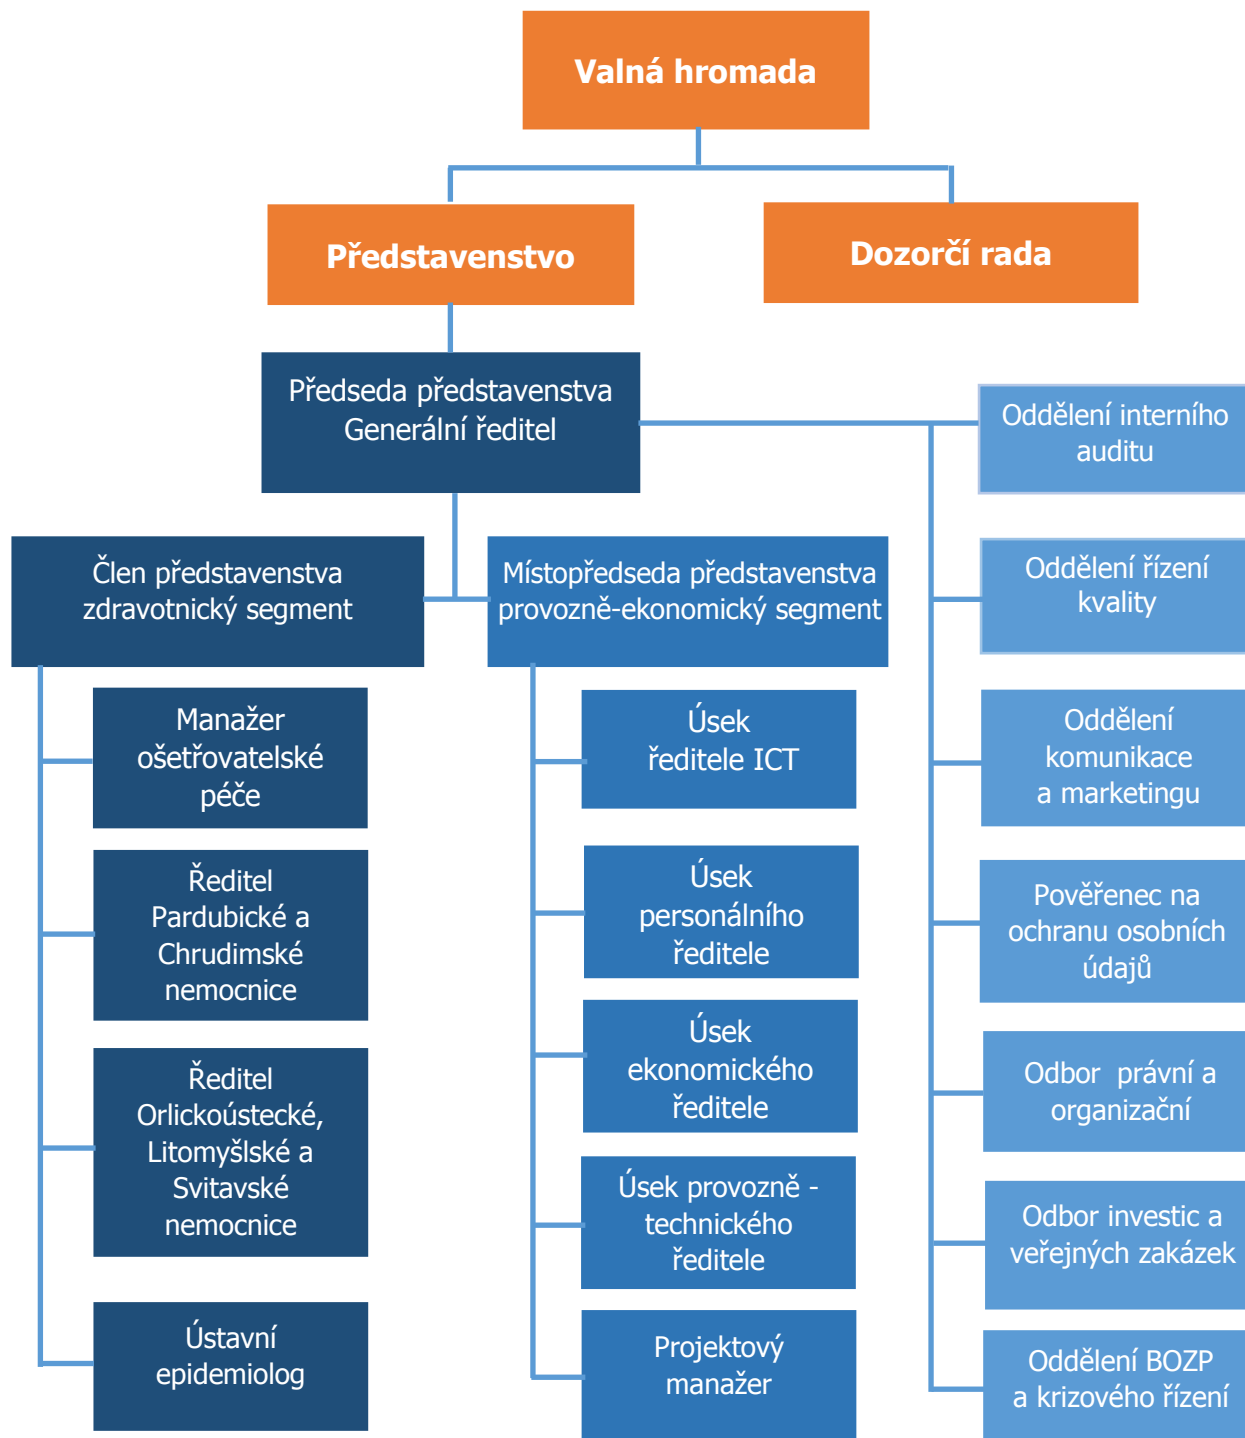 Valná hromada
Představenstvo
Dozorčí rada
Předseda představenstva
Generální ředitel
Člen představenstva
zdravotnický segment
Místopředseda představenstva
provozně-ekonomický segment
Manažer
ošetřovatelské
péče
Ředitel
Pardubické a
Chrudimské
nemocnice
Ředitel
Orlickoústecké,
Litomyšlské a
Svitavské
nemocnice
Ústavní
epidemiolog
Úsek
ředitele ICT
Úsek
personálního
ředitele
Úsek
ekonomického
ředitele
Úsek provozně -
technického
ředitele
Projektový
manažer
Oddělení interního
auditu
Oddělení řízení
kvality
Oddělení
komunikace
a marketingu
Pověřenec na
ochranu osobních
údajů
Odbor  právní a
organizační
Odbor investic a
veřejných zakázek
Oddělení BOZP
a krizového řízení